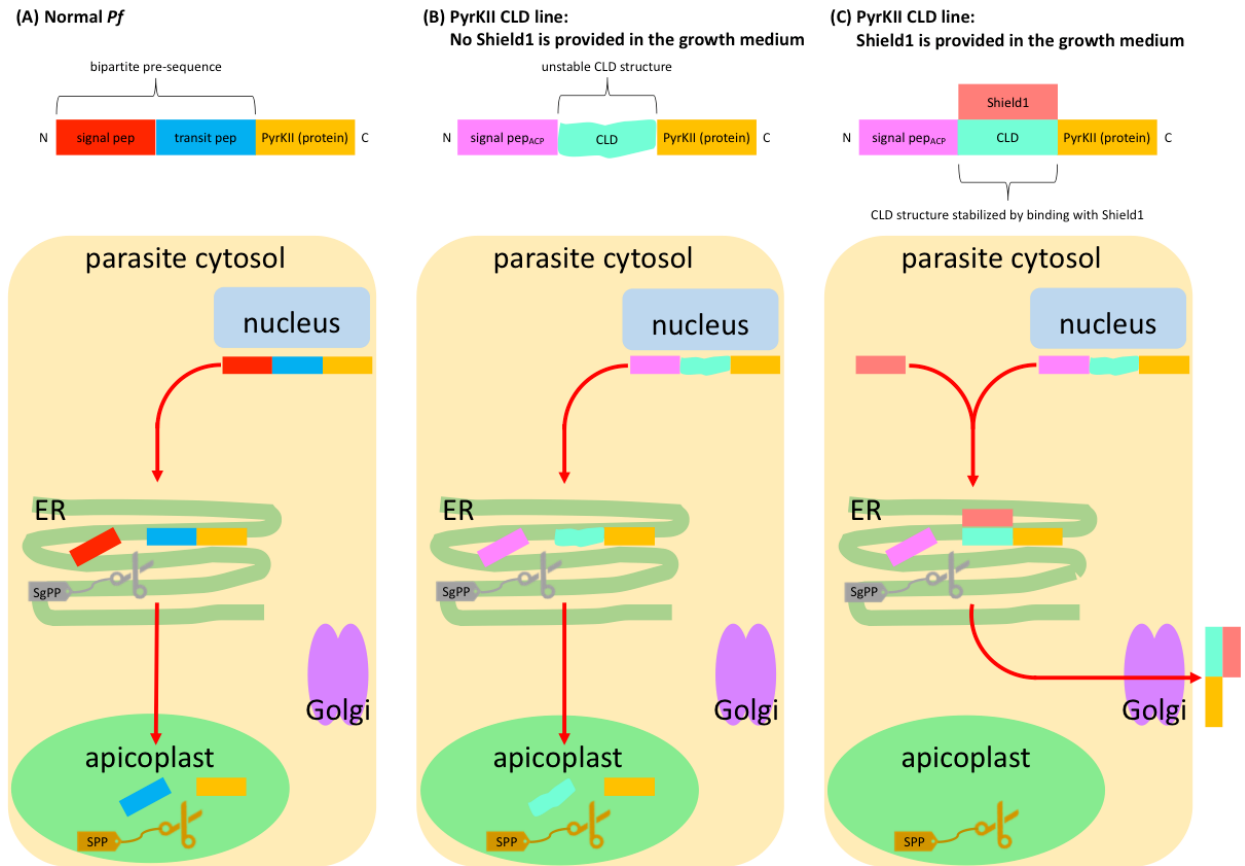 (A) Normal Pf
bipartite pre-sequence
N signal pep transit pep PyrKII (protein) C
parasite cytosol
nucleus
ER
SgPP
Golgi
apicoplast
SPP
(B) PyrKII CLD line:
No Shield1 is provided in the growth medium
unstable CLD structure
N signal pepACP CLD PyrKII (protein) C
parasite cytosol
nucleus
ER
SgPP
Golgi
apicoplast
SPP
(C) PyrKII CLD line:
Shield1 is provided in the growth medium
Shield1
N signal pepACP CLD PyrKII (protein) C
CLD structure stabilized by binding with Shield1
parasite cytosol
nucleus
ER
SgPP
Golgi
apicoplast
SPP